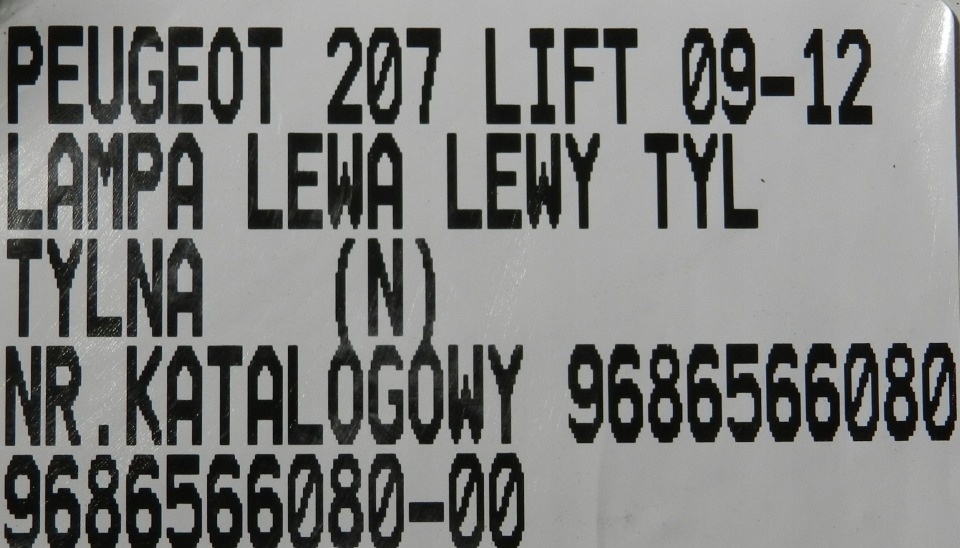 PEUGEOT 207 LIFT 09-12
LAMPA LEWA LEWY TYL
TYLNA (N)
NR.KATALOGOWY 9686566080
9686566080-00